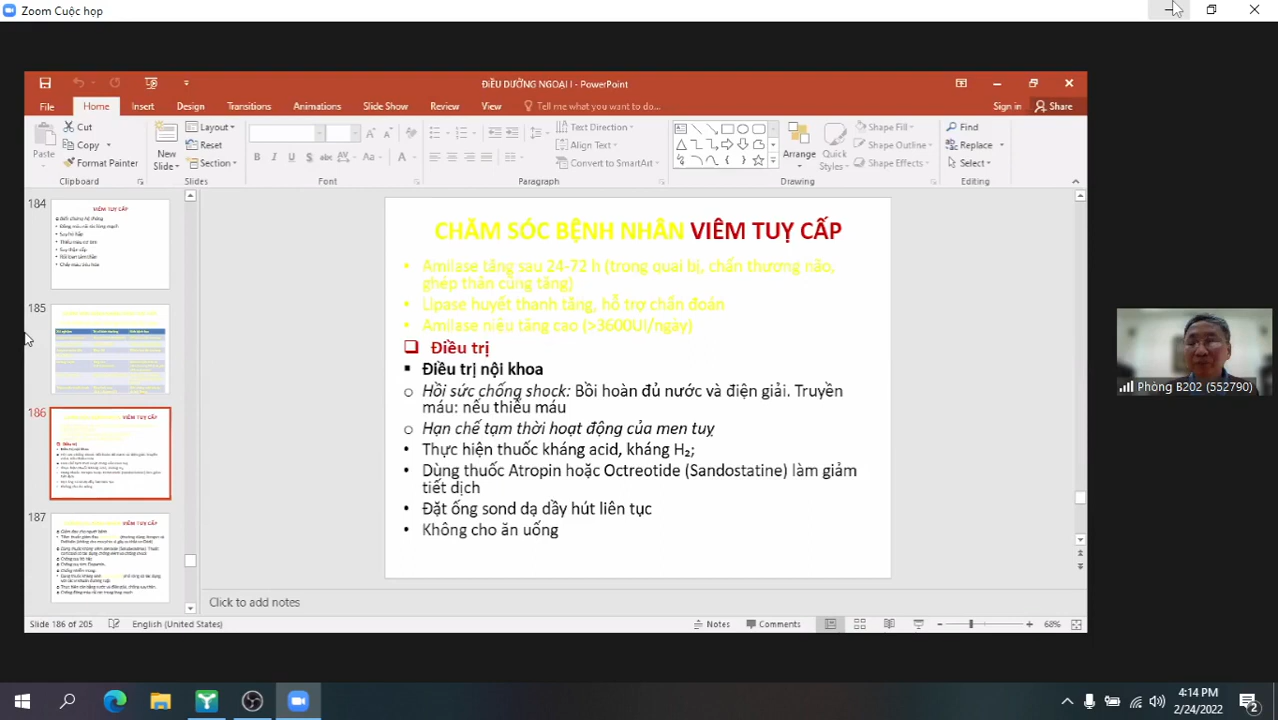 Zoom Cuộc họp
ĐIỀU DƯỠNG NGOẠI I - PowerPoint
File Home Insert Design Transitions Animations Slide Show Review View Tell me what you want to do... Sign in Share
Paste Cut Copy Format Painter Clipboard
New Slide Layout Reset Section Slides
Font
Text Direction Align Text Convert to SmartArt Paragraph
Arrange Quick Styles Shape Fill Shape Outline Shape Effects Drawing
Find Replace Select Editing
184
VIÊM TUỴ CẤP
185
186
187
CHĂM SÓC BỆNH NHÂN VIÊM TUỴ CẤP
• Amilase tăng sau 24-72 h (trong quai bị, chấn thương não,
ghép thân cũng tăng)
• Lipase huyết thanh tăng, hỗ trợ chẩn đoán
• Amilase niệu tăng cao (>3600UI/ngày)
❑ Điều trị
▪ Điều trị nội khoa
o Hồi sức chống shock: Bồi hoàn đủ nước và điện giải. Truyền
máu: nếu thiếu máu
o Hạn chế tạm thời hoạt động của men tuỵ
• Thực hiện thuốc kháng acid, kháng H₂;
• Dùng thuốc Atropin hoặc Octreotide (Sandostatine) làm giảm
tiết dịch
• Đặt ống sond dạ dầy hút liên tục
• Không cho ăn uống
Click to add notes
Slide 186 of 205 English (United States) Notes Comments 68%
Phòng B202 (552790)
4:14 PM
2/24/2022
2